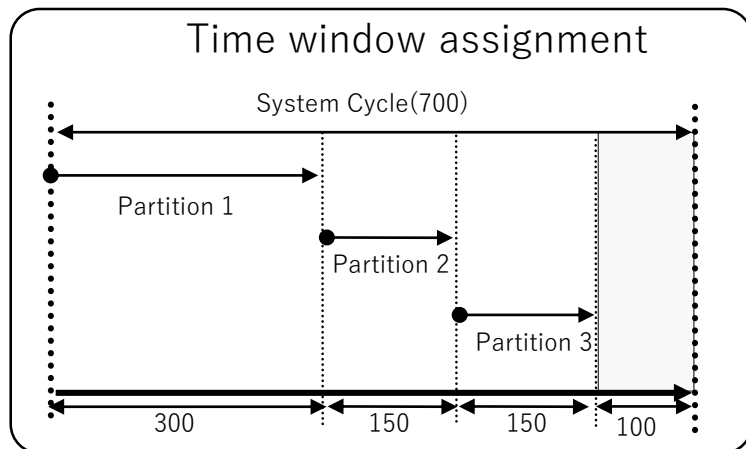 Time window assignment
System Cycle(700)
Partition 1
Partition 2
Partition 3
300
150
150
100